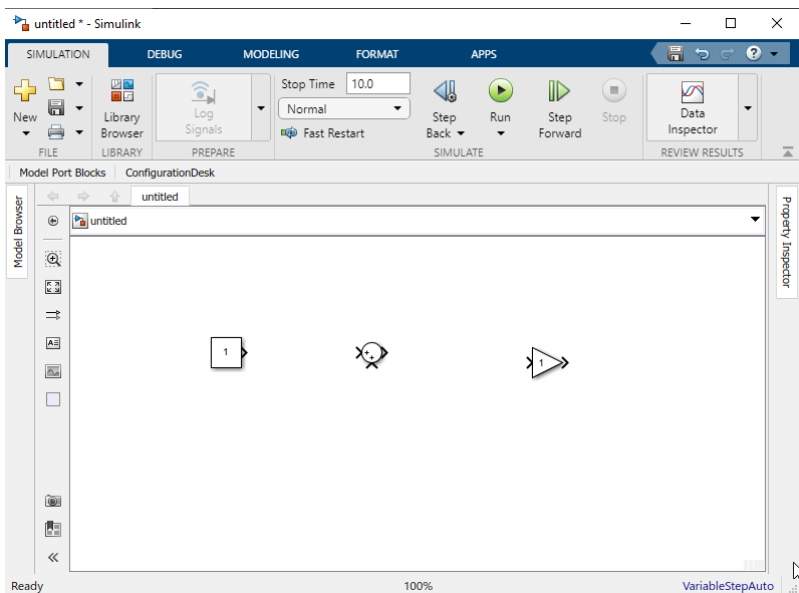 untitled * - Simulink
SIMULATION DEBUG MODELING FORMAT APPS
New
FILE
Library
Browser
LIBRARY
Log
Signals
PREPARE
Stop Time 10.0
Normal
Fast Restart
Step
Back
Run
Step
Forward
Stop
SIMULATE
Data
Inspector
REVIEW RESULTS
Model Port Blocks ConfigurationDesk
Model Browser
untitled
untitled
1
1
Property Inspector
Ready 100% VariableStepAuto